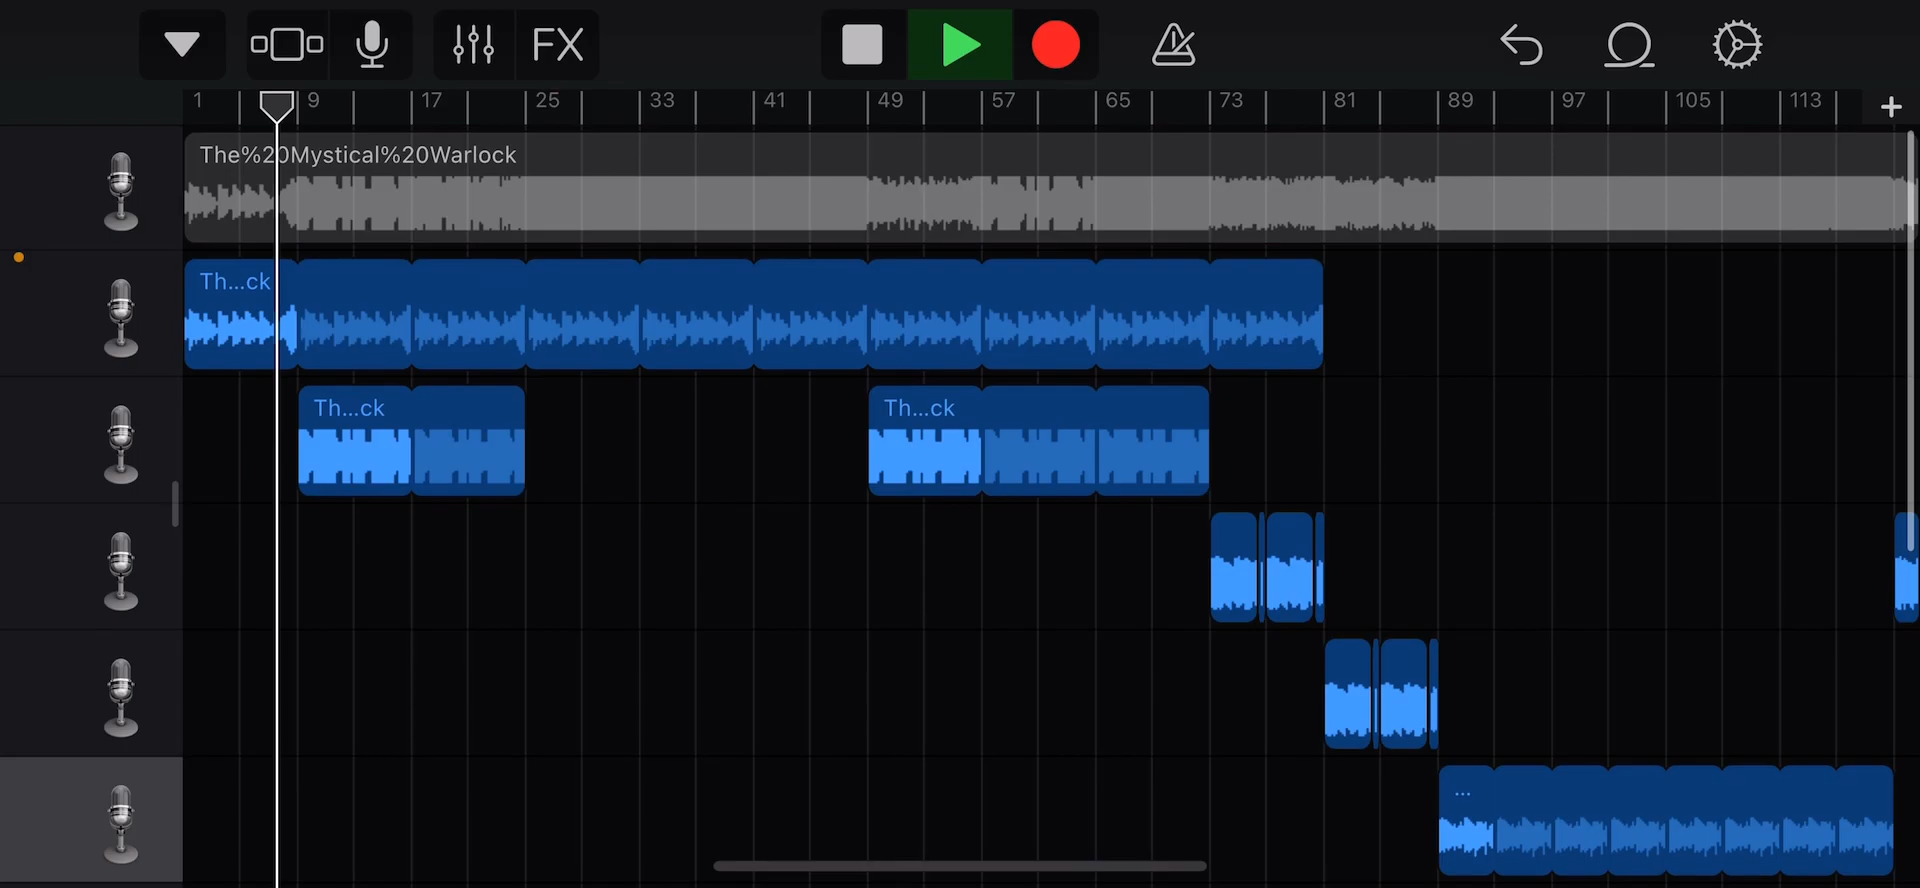 FX
1 9 17 25 33 41 49 57 65 73 81 89 97 105 113 +
The%20Mystical%20Warlock
Th...ck
Th...ck Th...ck
...